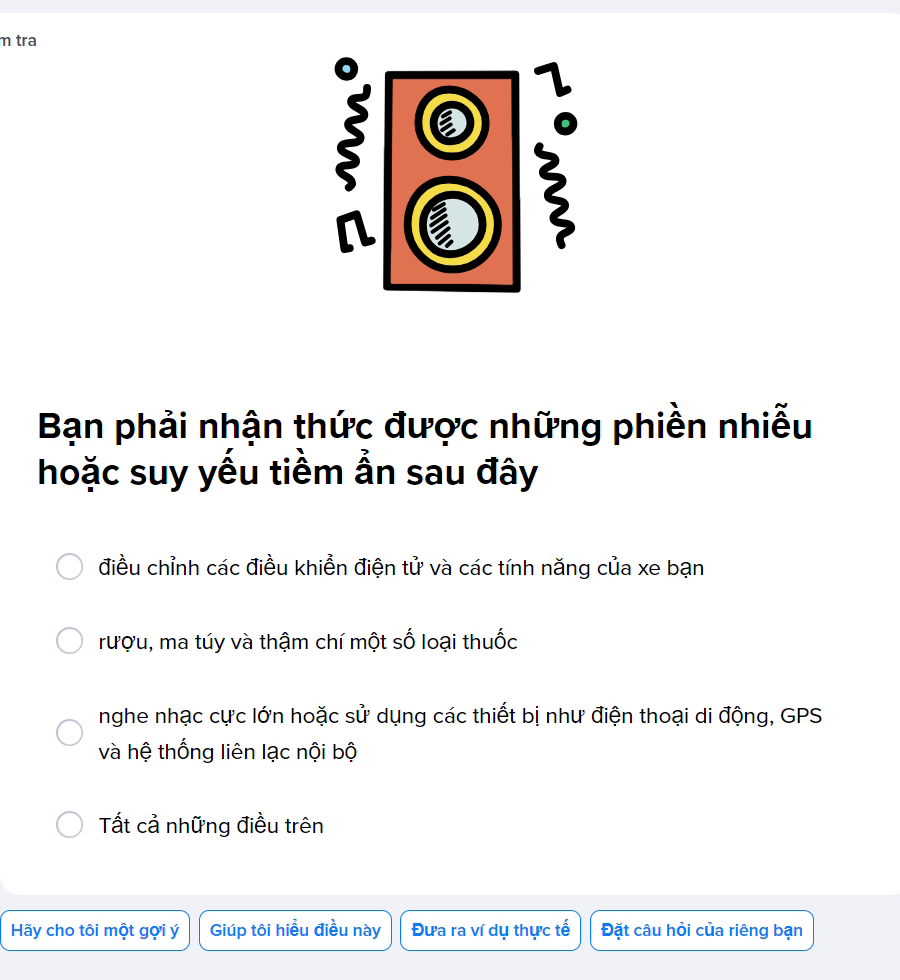 m tra
Bạn phải nhận thức được những phiền nhiễu
hoặc suy yếu tiềm ẩn sau đây
điều chỉnh các điều khiển điện tử và các tính năng của xe bạn
rượu, ma túy và thậm chí một số loại thuốc
nghe nhạc cực lớn hoặc sử dụng các thiết bị như điện thoại di động, GPS
và hệ thống liên lạc nội bộ
Tất cả những điều trên
Hãy cho tôi một gợi ý
Giúp tôi hiểu điều này
Đưa ra ví dụ thực tế
Đặt câu hỏi của riêng bạn